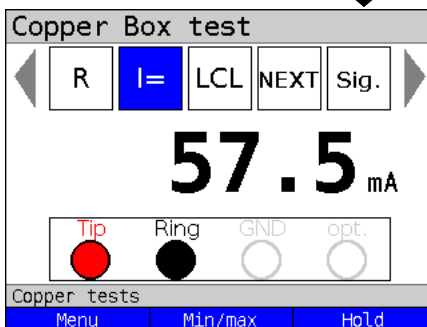 Copper Box test
R I= LCL NEXT Sig.
57.5 mA
Tip Ring GND opt.
Copper tests
Menu Min/max Hold